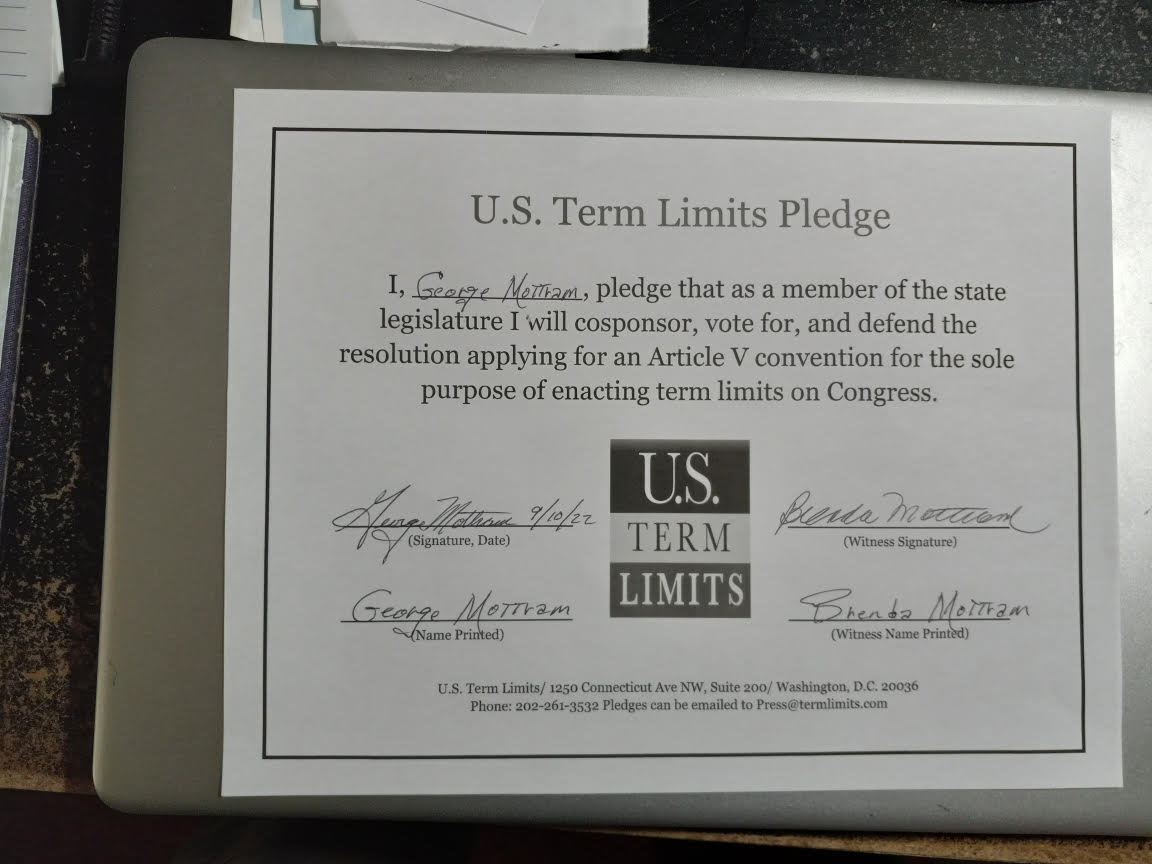 U.S. Term Limits Pledge
I, George Mottram, pledge that as a member of the state
legislature I will cosponsor, vote for, and defend the
resolution applying for an Article V convention for the sole
purpose of enacting term limits on Congress.
U.S.
TERM
LIMITS
George Mottram 9/10/22
(Signature, Date)
Brenda Mottram
(Witness Signature)
George Mottram
(Name Printed)
Brenda Mottram
(Witness Name Printed)
U.S. Term Limits/ 1250 Connecticut Ave NW, Suite 200/ Washington, D.C. 20036
Phone: 202-261-3532 Pledges can be emailed to Press@termlimits.com